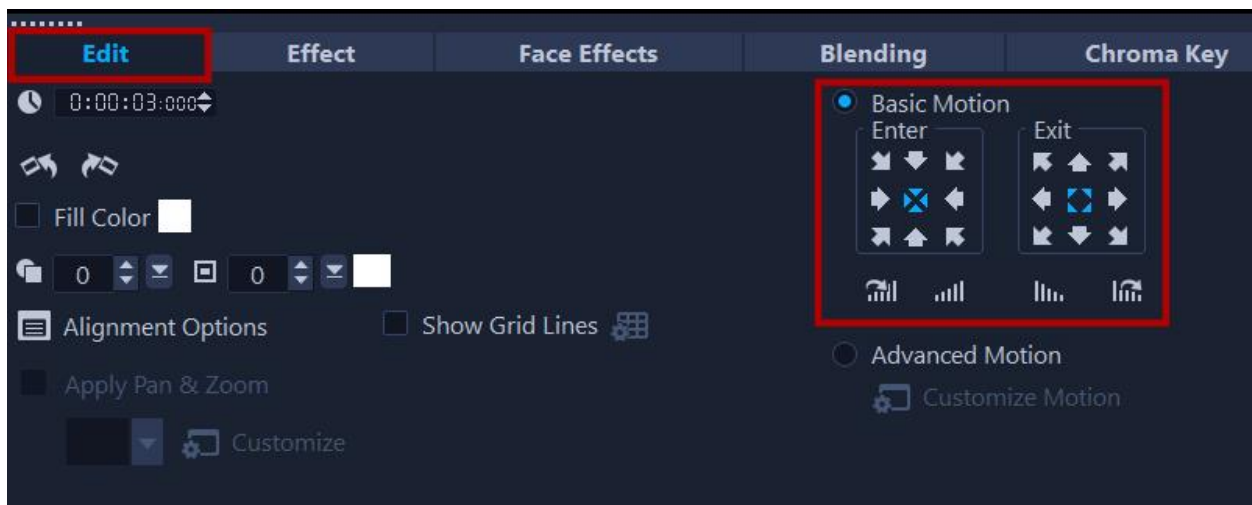 Edit Effect Face Effects Blending Chroma Key
0:00:03:000
Basic Motion
Enter Exit
Fill Color
0 0
Alignment Options Show Grid Lines
Advanced Motion
Apply Pan & Zoom
Customize Motion
Customize